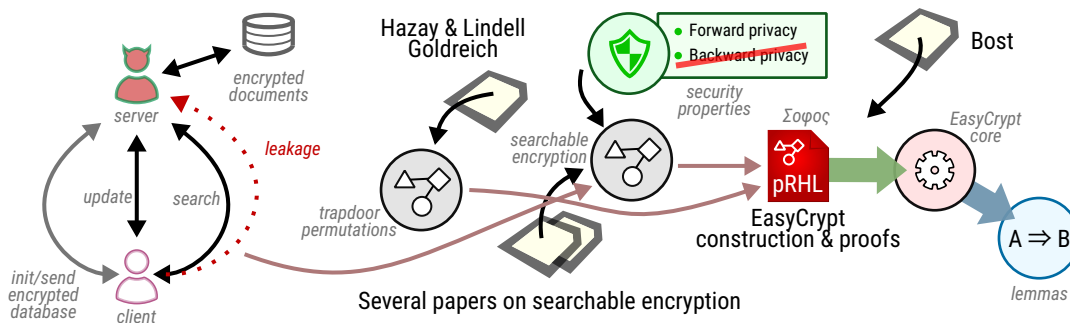 Hazay & Lindell
Goldreich
Forward privacy
Backward privacy
Bost
encrypted
documents
security
properties
server
leakage
searchable
encryption
Σοφος
EasyCrypt
core
update
search
pRHL
trapdoor
permutations
EasyCrypt
construction & proofs
A ⇒ B
init/send
encrypted
database
client
Several papers on searchable encryption
lemmas